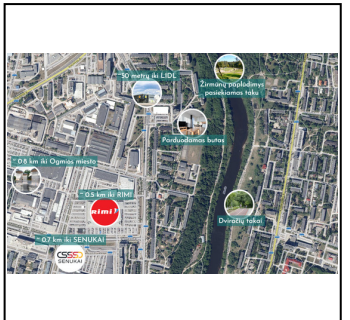 ~50 metrų iki LIDL
Žirmūnų paplūdimys
pasiekiamas taku
Parduodamas butas
~ 0.8 km iki Ogmios miesto
~ 0.5 km iki RIMI
Rimi
Dviračių takai
~ 0.7 km iki SENUKAI
SENUKAI